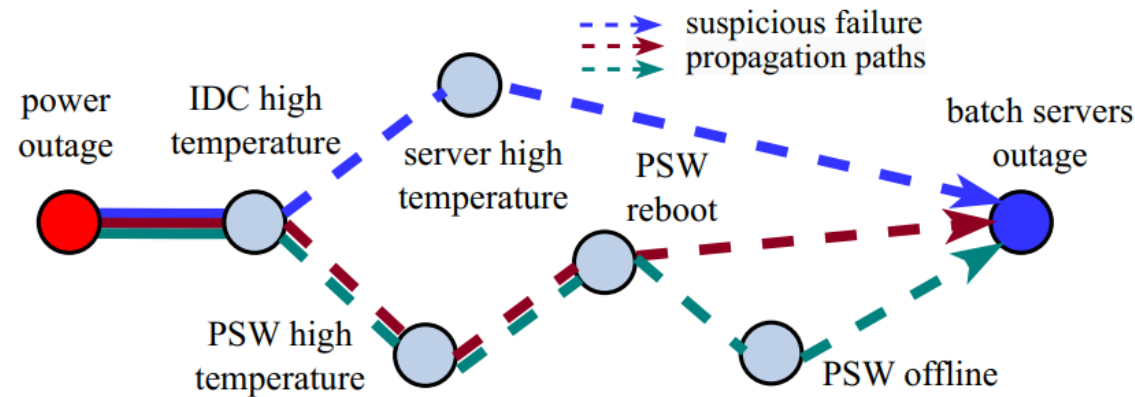 suspicious failure
propagation paths
power
outage
IDC high
temperature
server high
temperature
PSW
reboot
batch servers
outage
PSW high
temperature
PSW offline